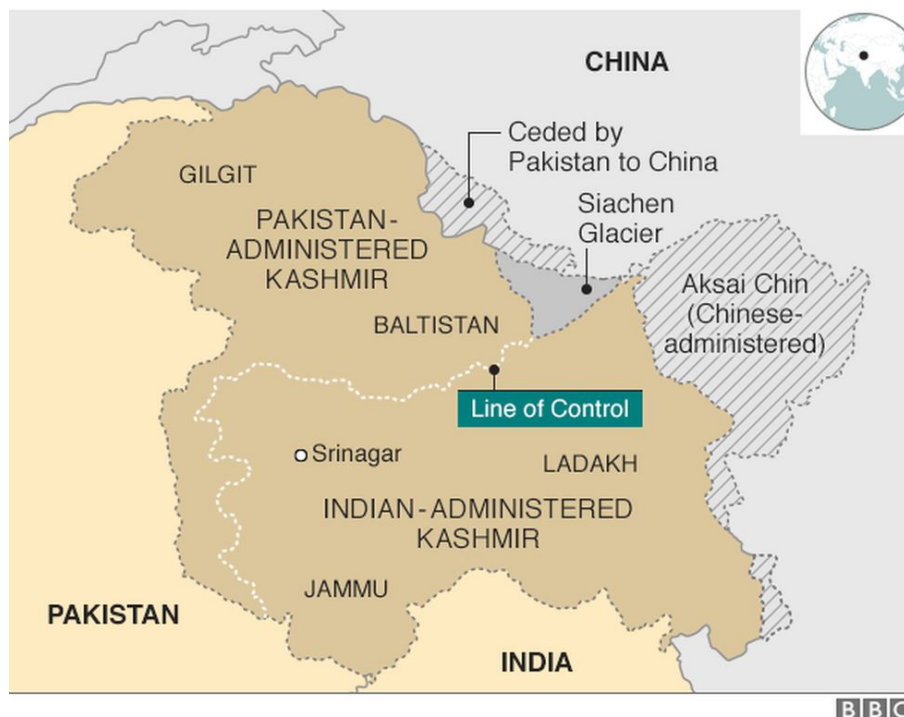 CHINA
Ceded by
Pakistan to China
Siachen
Glacier
GILGIT
PAKISTAN-
ADMINISTERED
KASHMIR
Aksai Chin
(Chinese-
administered)
BALTISTAN
Line of Control
Srinagar
LADAKH
INDIAN-ADMINISTERED
KASHMIR
JAMMU
PAKISTAN
INDIA
BBC